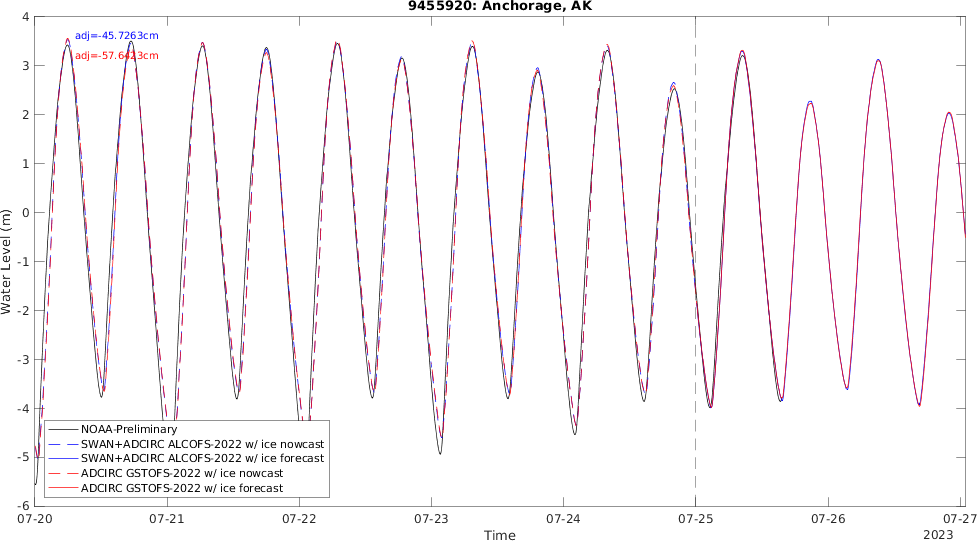 9455920: Anchorage, AK
adj=-45.7263cm
adj=-57.6423cm
4
3
2
1
0
-1
-2
-3
-4
-5
-6
Water Level (m)
NOAA-Preliminary
SWAN+ADCIRC ALCOFS-2022 w/ ice nowcast
SWAN+ADCIRC ALCOFS-2022 w/ ice forecast
ADCIRC GSTOFS-2022 w/ ice nowcast
ADCIRC GSTOFS-2022 w/ ice forecast
07-20 07-21 07-22 07-23 07-24 07-25 07-26 07-27
Time
2023